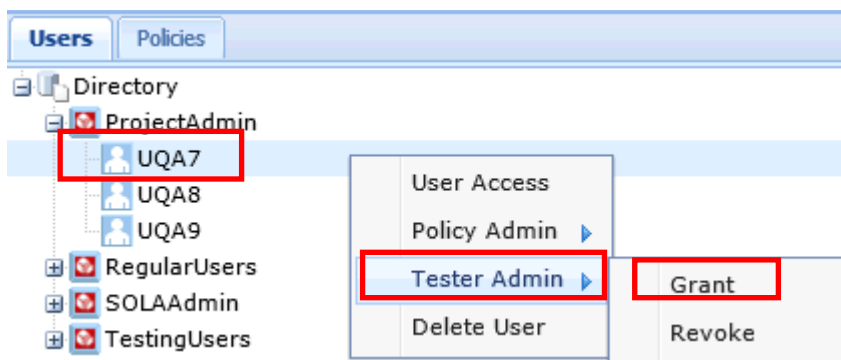 Users Policies
Directory
ProjectAdmin
UQA7
UQA8
UQA9
RegularUsers
SOLAAdmin
TestingUsers
User Access
Policy Admin
Tester Admin
Delete User
Grant
Revoke